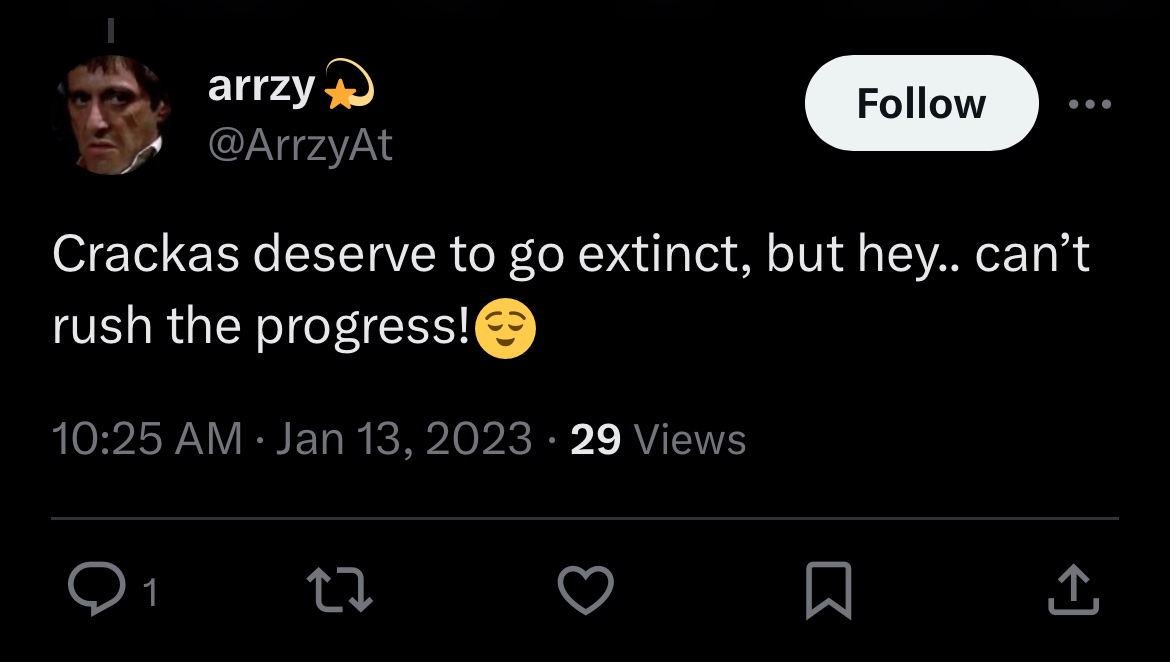 arrzy💫
@ArrzyAt
Follow
Crackas deserve to go extinct, but hey.. can’t
rush the progress!😌
10:25 AM · Jan 13, 2023 · 29 Views
1